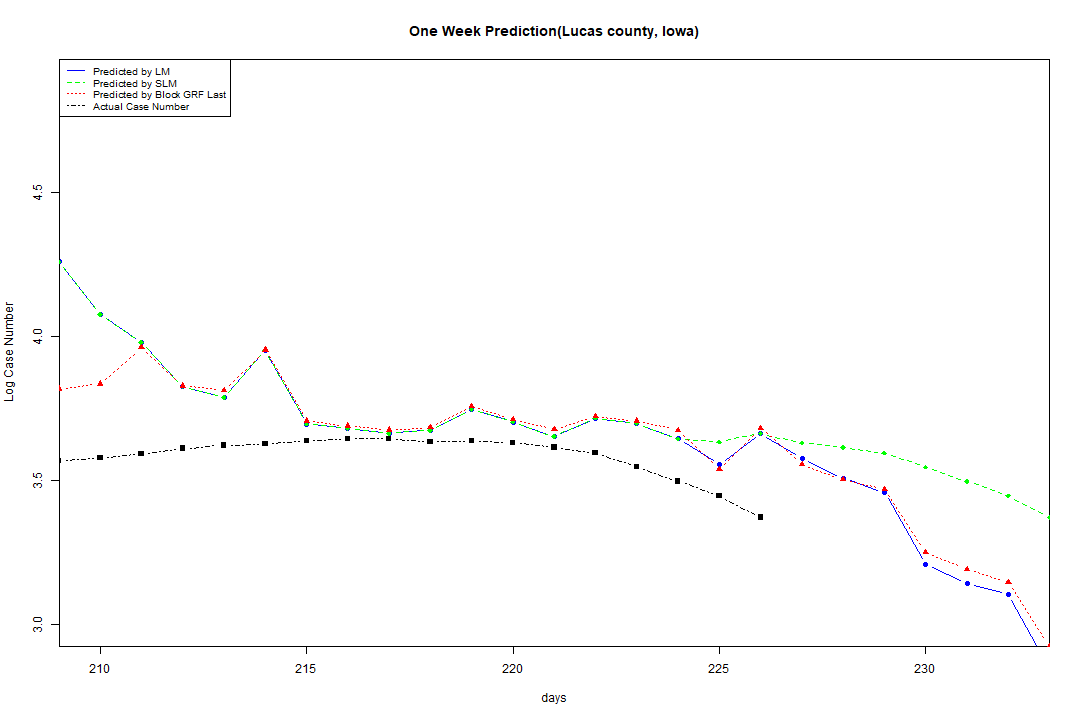 One Week Prediction(Lucas county, Iowa)
Predicted by LM
Predicted by SLM
Predicted by Block GRF Last
Actual Case Number
4.5
4.0
3.5
3.0
Log Case Number
210 215 220 225 230
days